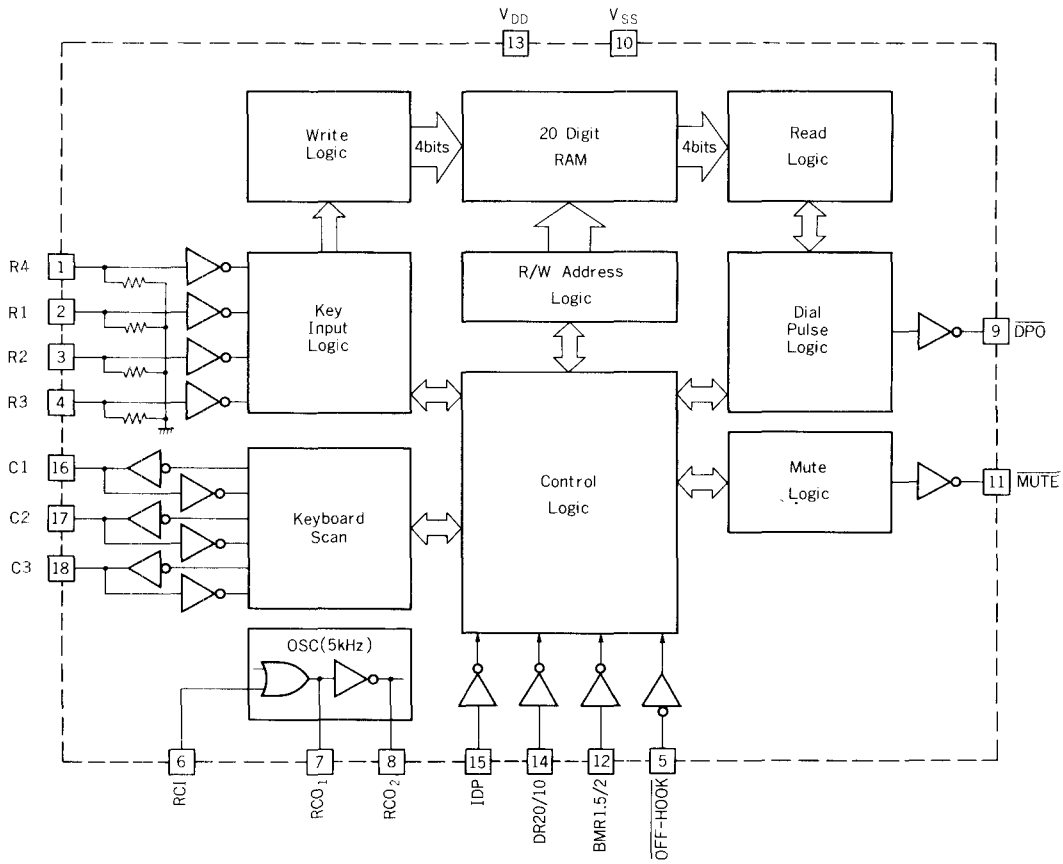 VDD
VSS
13
10
Write
Logic
4bits
20 Digit
RAM
4bits
Read
Logic
R4
1
R1
2
R2
3
R3
4
Key
Input
Logic
R/W Address
Logic
Dial
Pulse
Logic
9
DPO
C1
16
C2
17
C3
18
Keyboard
Scan
Control
Logic
Mute
Logic
11
MUTE
OSC(5kHz)
6
7
8
15
14
12
5
RCI
RCO1
RCO2
IDP
DR20/10
BMR1.5/2
OFF-HOOK